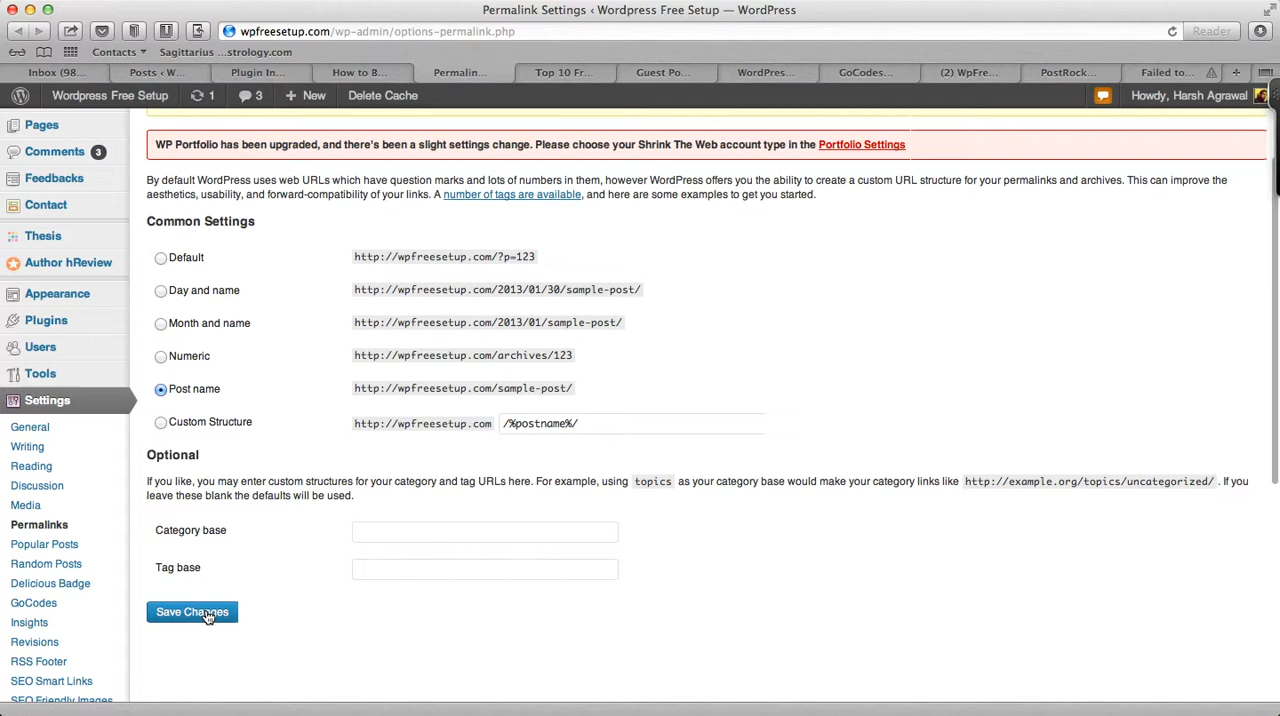 Permalink Settings ‹ Wordpress Free Setup — WordPress
wpfreesetup.com/wp-admin/options-permalink.php
Reader
Contacts
Sagittarius ....strology.com
Inbox (98...
Posts ‹ W...
Plugin In...
How to B...
Permalin...
Top 10 Fr...
Guest Po...
WordPres...
GoCodes...
(2) WpFre...
PostRock...
Failed to...
Wordpress Free Setup
1
3
+ New
Delete Cache
Howdy, Harsh Agrawal
Pages
Comments 3
Feedbacks
Contact
Thesis
Author hReview
Appearance
Plugins
Users
Tools
Settings
General
Writing
Reading
Discussion
Media
Permalinks
Popular Posts
Random Posts
Delicious Badge
GoCodes
Insights
Revisions
RSS Footer
SEO Smart Links
SEO Friendly Images
WP Portfolio has been upgraded, and there's been a slight settings change. Please choose your Shrink The Web account type in the Portfolio Settings
By default WordPress uses web URLs which have question marks and lots of numbers in them, however WordPress offers you the ability to create a custom URL structure for your permalinks and archives. This can improve the
aesthetics, usability, and forward-compatibility of your links. A number of tags are available, and here are some examples to get you started.
Common Settings
Default http://wpfreesetup.com/?p=123
Day and name http://wpfreesetup.com/2013/01/30/sample-post/
Month and name http://wpfreesetup.com/2013/01/sample-post/
Numeric http://wpfreesetup.com/archives/123
Post name http://wpfreesetup.com/sample-post/
Custom Structure http://wpfreesetup.com /%postname%/
Optional
If you like, you may enter custom structures for your category and tag URLs here. For example, using topics as your category base would make your category links like http://example.org/topics/uncategorized/ . If you
leave these blank the defaults will be used.
Category base
Tag base
Save Changes